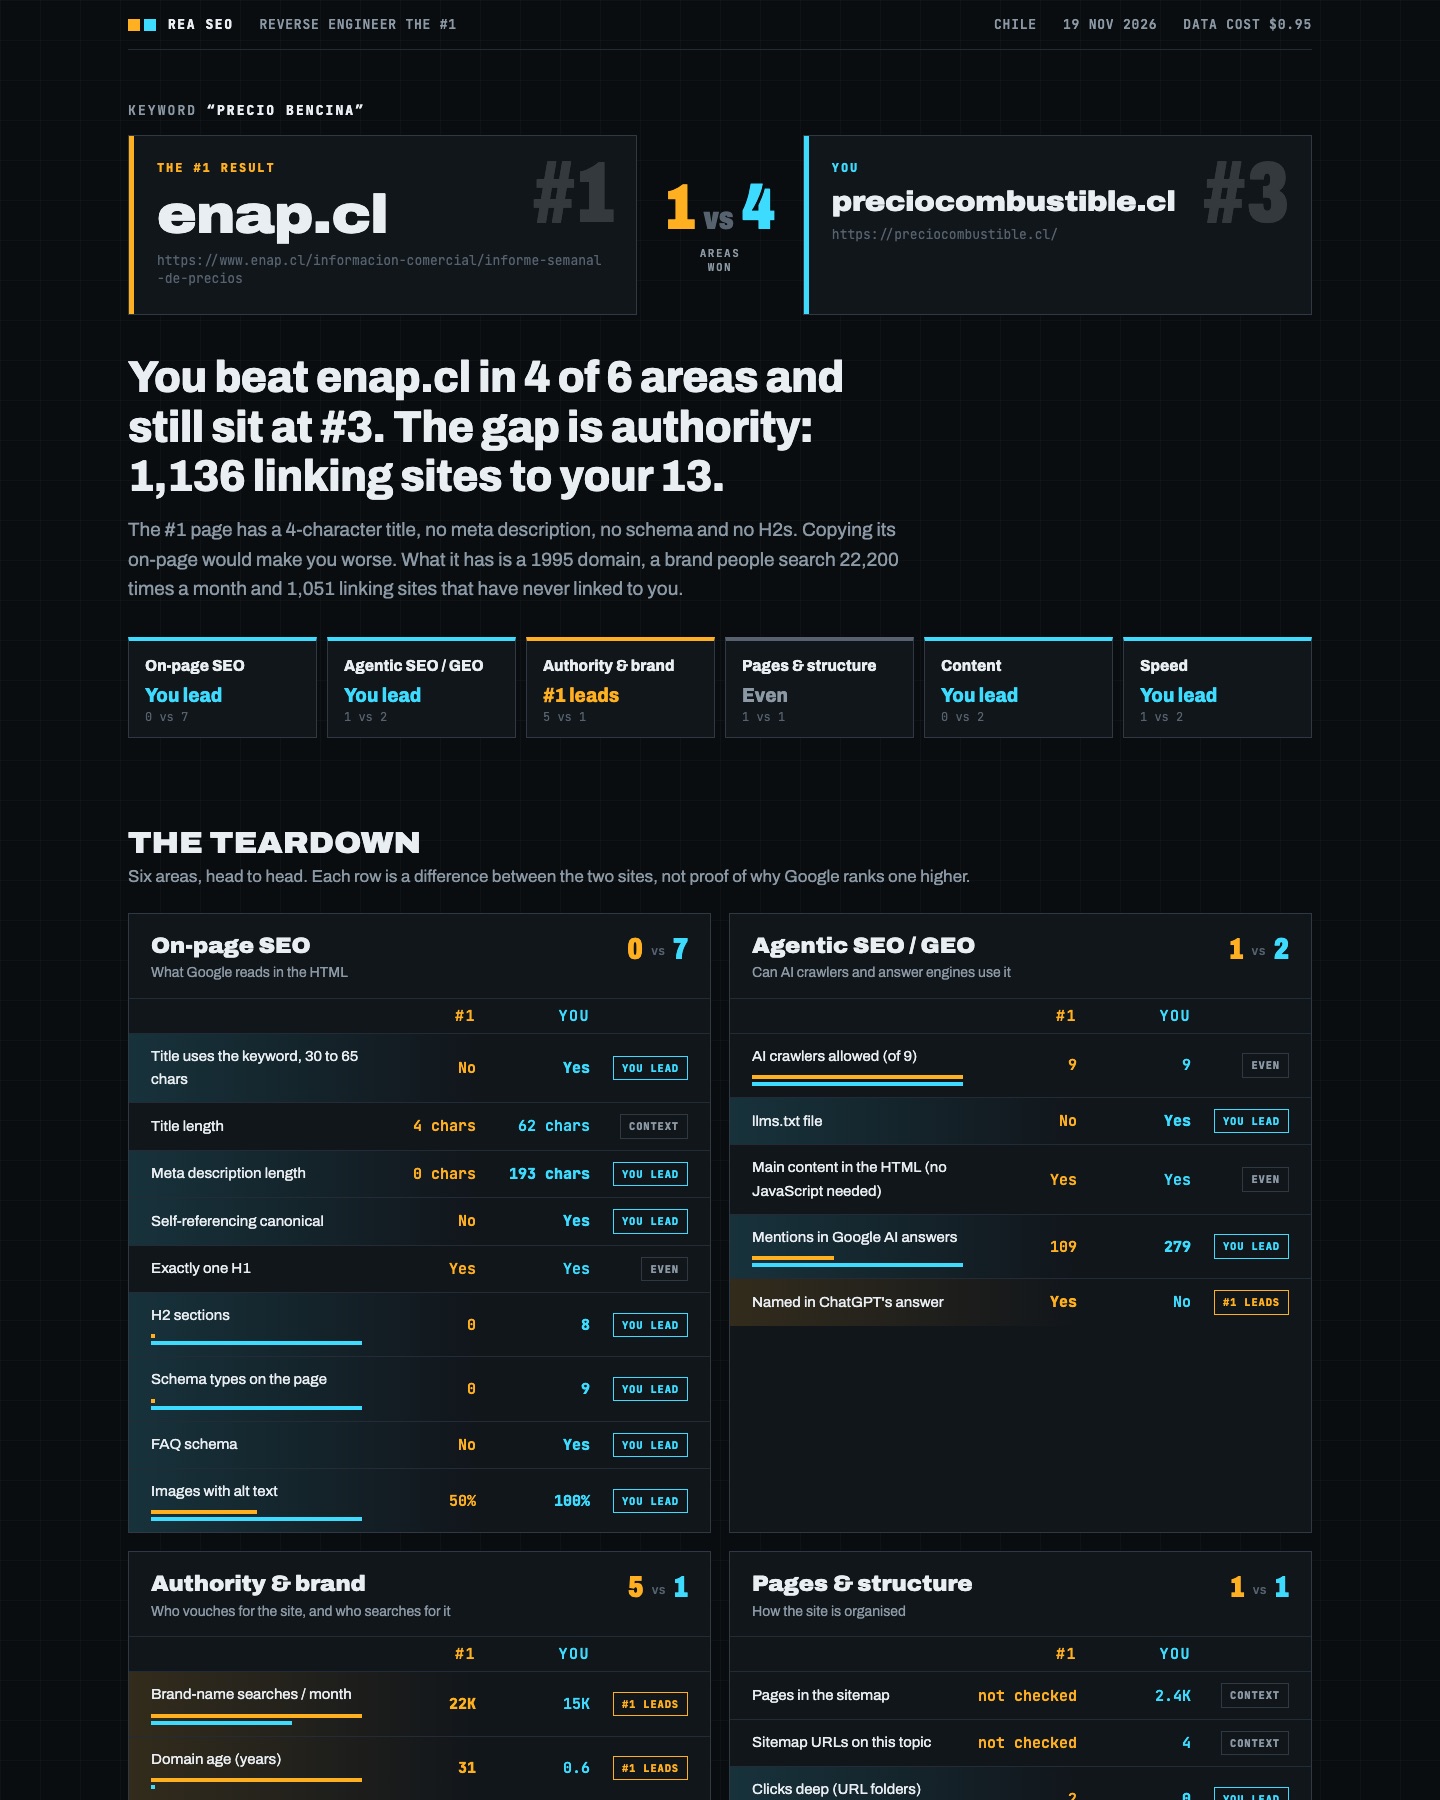 REA SEO REVERSE ENGINEER THE #1 CHILE 19 NOV 2026 DATA COST $0.95
KEYWORD “PRECIO BENCINA”
THE #1 RESULT
#1
enap.cl
https://www.enap.cl/informacion-comercial/informe-semanal
-de-precios
1 VS 4
AREAS
WON
YOU
#3
preciocombustible.cl
https://preciocombustible.cl/
You beat enap.cl in 4 of 6 areas and
still sit at #3. The gap is authority:
1,136 linking sites to your 13.
The #1 page has a 4-character title, no meta description, no schema and no H2s. Copying its
on-page would make you worse. What it has is a 1995 domain, a brand people search 22,200
times a month and 1,051 linking sites that have never linked to you.
On-page SEO
You lead
0 vs 7
Agentic SEO / GEO
You lead
1 vs 2
Authority & brand
#1 leads
5 vs 1
Pages & structure
Even
1 vs 1
Content
You lead
0 vs 2
Speed
You lead
1 vs 2
THE TEARDOWN
Six areas, head to head. Each row is a difference between the two sites, not proof of why Google ranks one higher.
On-page SEO 0 vs 7
What Google reads in the HTML
#1 YOU
Title uses the keyword, 30 to 65
chars No Yes YOU LEAD
Title length 4 chars 62 chars CONTEXT
Meta description length 0 chars 193 chars YOU LEAD
Self-referencing canonical No Yes YOU LEAD
Exactly one H1 Yes Yes EVEN
H2 sections 0 8 YOU LEAD
Schema types on the page 0 9 YOU LEAD
FAQ schema No Yes YOU LEAD
Images with alt text 50% 100% YOU LEAD
Agentic SEO / GEO 1 vs 2
Can AI crawlers and answer engines use it
#1 YOU
AI crawlers allowed (of 9) 9 9 EVEN
llms.txt file No Yes YOU LEAD
Main content in the HTML (no
JavaScript needed) Yes Yes EVEN
Mentions in Google AI answers 109 279 YOU LEAD
Named in ChatGPT's answer Yes No #1 LEADS
Authority & brand 5 vs 1
Who vouches for the site, and who searches for it
#1 YOU
Brand-name searches / month 22K 15K #1 LEADS
Domain age (years) 31 0.6 #1 LEADS
Pages & structure 1 vs 1
How the site is organised
#1 YOU
Pages in the sitemap not checked 2.4K CONTEXT
Sitemap URLs on this topic not checked 4 CONTEXT
Clicks deep (URL folders) 2 0 YOU LEAD